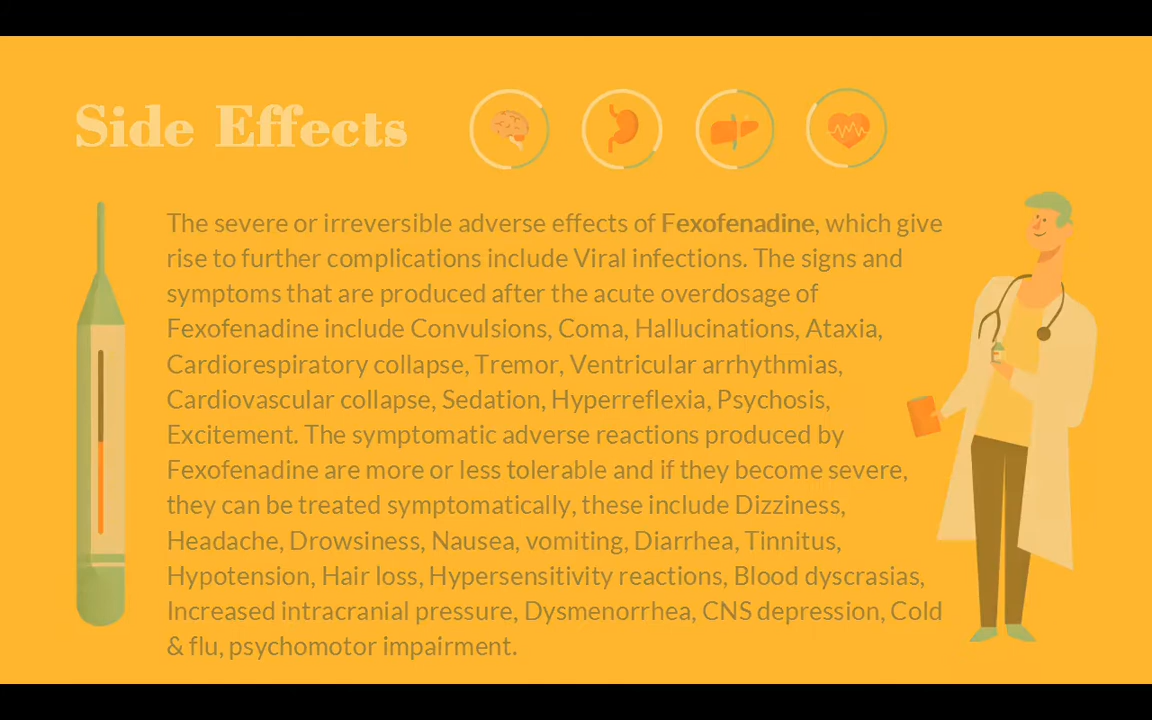 Side Effects
The severe or irreversible adverse effects of Fexofenadine, which give
rise to further complications include Viral infections. The signs and
symptoms that are produced after the acute overdosage of
Fexofenadine include Convulsions, Coma, Hallucinations, Ataxia,
Cardiorespiratory collapse, Tremor, Ventricular arrhythmias,
Cardiovascular collapse, Sedation, Hyperreflexia, Psychosis,
Excitement. The symptomatic adverse reactions produced by
Fexofenadine are more or less tolerable and if they become severe,
they can be treated symptomatically, these include Dizziness,
Headache, Drowsiness, Nausea, vomiting, Diarrhea, Tinnitus,
Hypotension, Hair loss, Hypersensitivity reactions, Blood dyscrasias,
Increased intracranial pressure, Dysmenorrhea, CNS depression, Cold
& flu, psychomotor impairment.